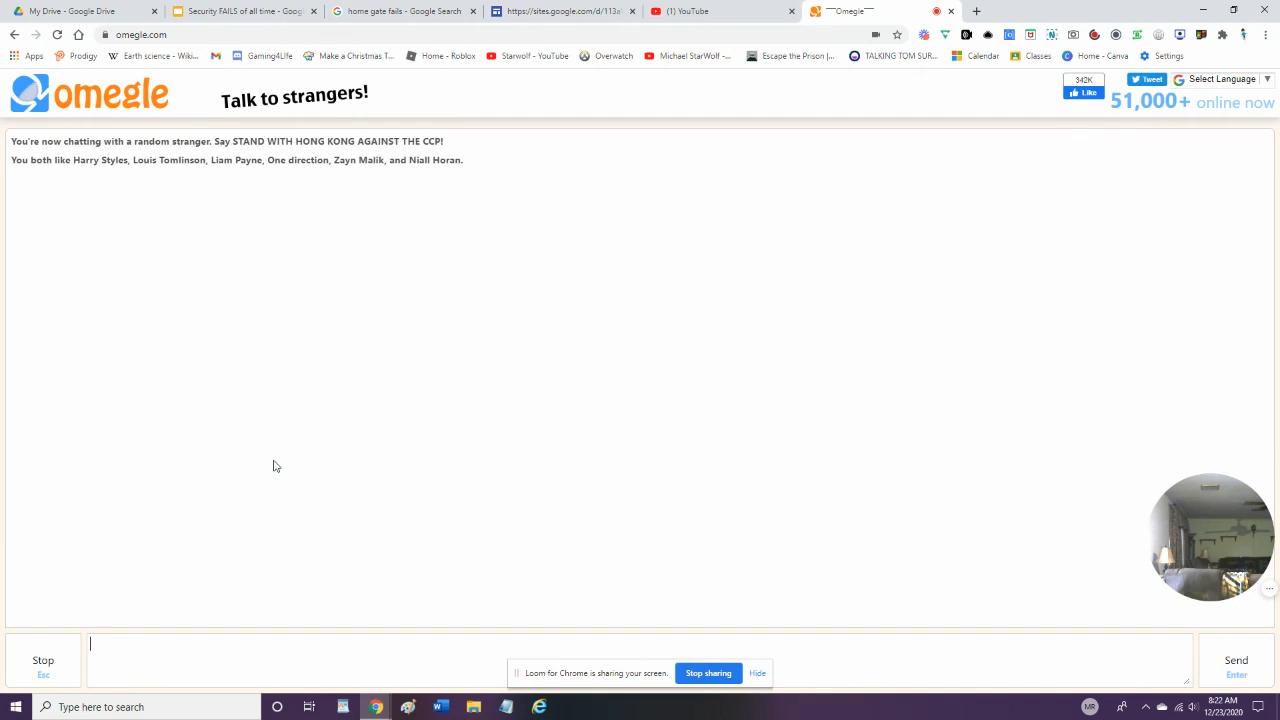 My Drive - Google Drive
Security FAILS of all time - Goog
home gate fails - Google Search
https://sites.google.com/d/113a
(1) YouTube
Omegle
omegle.com
Apps
Prodigy
Earth science - Wiki...
Gaming4Life
Make a Christmas T...
Home - Roblox
Starwolf - YouTube
Overwatch
Michael StarWolf -...
Escape the Prison |...
TALKING TOM SUR...
Calendar
Classes
Home - Canva
Settings
omegle
Talk to strangers!
342K
Like
Tweet
Select Language
51,000+ online now
You're now chatting with a random stranger. Say STAND WITH HONG KONG AGAINST THE CCP!
You both like Harry Styles, Louis Tomlinson, Liam Payne, One direction, Zayn Malik, and Niall Horan.
Stop
Esc
Loom for Chrome is sharing your screen.
Stop sharing
Hide
Send
Enter
Type here to search
MR
8:22 AM
12/23/2020